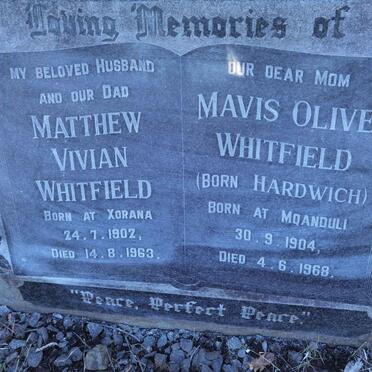 Loving Memories of
MY BELOVED HUSBAND
AND OUR DAD
MATTHEW
VIVIAN
WHITFIELD
BORN AT XORANA
24.7.1902,
DIED 14.8.1963.
OUR DEAR MOM
MAVIS OLIVE
WHITFIELD
(BORN HARDWICH)
BORN AT MQANDULI
30.9.1904,
DIED 4.6.1968.
"Peace, Perfect Peace."